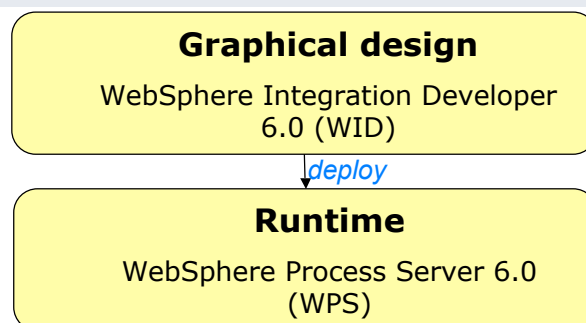 Graphical design
WebSphere Integration Developer
6.0 (WID)
deploy
Runtime
WebSphere Process Server 6.0
(WPS)